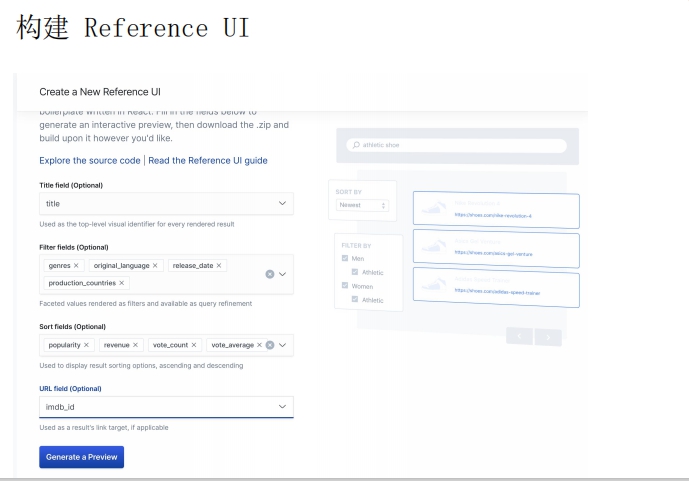 构建 Reference UI
Create a New Reference UI
boilerplate written in React. Fill in the fields below to
generate an interactive preview, then download the .zip and
build upon it however you'd like.
Explore the source code | Read the Reference UI guide
Title field (Optional)
title
Used as the top-level visual identifier for every rendered result
Filter fields (Optional)
genres × original_language × release_date ×
production_countries ×
Faceted values rendered as filters and available as query refinement
Sort fields (Optional)
popularity × revenue × vote_count × vote_average ×
Used to display result sorting options, ascending and descending
URL field (Optional)
imdb_id
Used as a result's link target, if applicable
Generate a Preview
athletic shoe
SORT BY
Newest
FILTER BY
Men
Athletic
Women
Athletic
https://shoes.com/nike-revolution-4
https://shoes.com/asics-gel-venture
https://shoes.com/adidas-speed-trainer